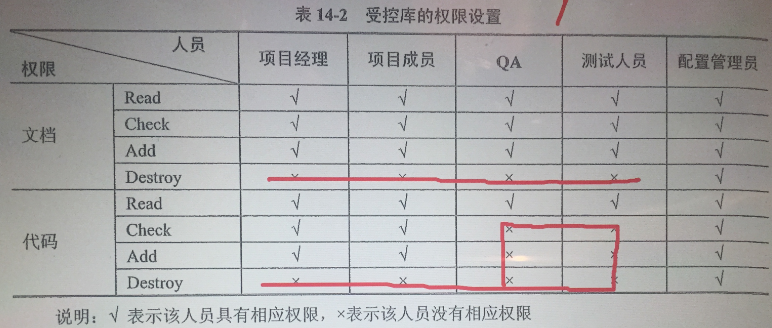 表 14-2 受控库的权限设置
人员 权限 项目经理 项目成员 QA 测试人员 配置管理员
文档 Read √ √ √ √ √
Check √ √ √ √ √
Add √ √ √ √ √
Destroy × × × × √
代码 Read √ √ √ √ √
Check √ √ × × √
Add √ √ × × √
Destroy × × × × √
说明：√ 表示该人员具有相应权限，×表示该人员没有相应权限